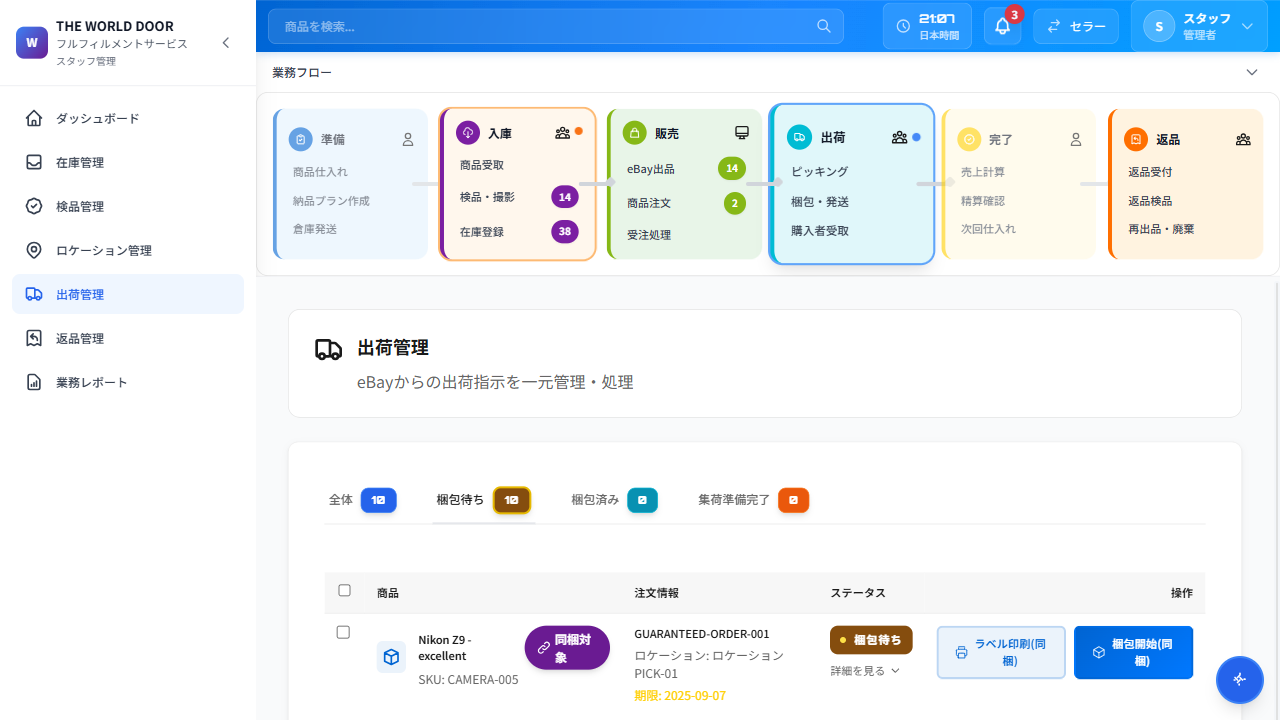 W
THE WORLD DOOR
フルフィルメントサービス
スタッフ管理
ダッシュボード
在庫管理
検品管理
ロケーション管理
出荷管理
返品管理
業務レポート
商品を検索...
21:07
日本時間
3
セラー
S
スタッフ
管理者
業務フロー
準備
商品仕入れ
納品プラン作成
倉庫発送
入庫
商品受取
検品・撮影
14
在庫登録
38
販売
eBay出品
14
商品注文
2
受注処理
出荷
ピッキング
梱包・発送
購入者受取
完了
売上計算
精算確認
次回仕入れ
返品
返品受付
返品検品
再出品・廃棄
出荷管理
eBayからの出荷指示を一元管理・処理
全体 10
梱包待ち 10
梱包済み 0
集荷準備完了 0
商品
注文情報
ステータス
操作
Nikon Z9 -
excellent
SKU: CAMERA-005
同梱対
象
GUARANTEED-ORDER-001
ロケーション: ロケーション
PICK-01
期限: 2025-09-07
梱包待ち
詳細を見る
ラベル印刷(同
梱)
梱包開始(同
梱)